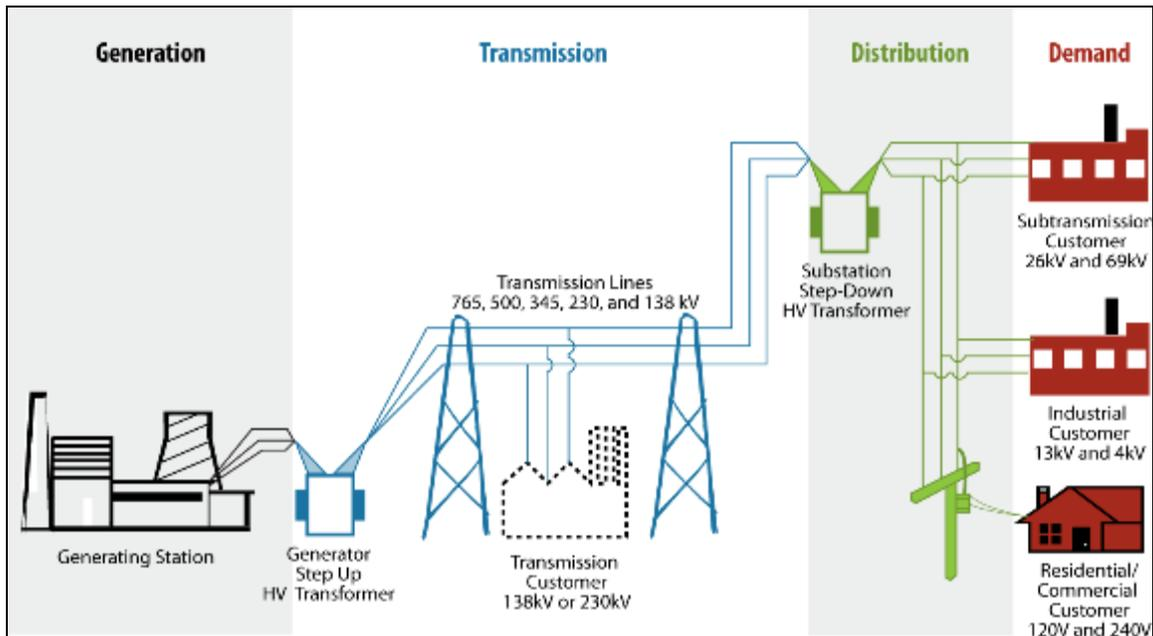 Generation
Transmission
Distribution
Demand
Subtransmission
Customer
26kV and 69kV
Substation
Step-Down
HV Transformer
Transmission Lines
765, 500, 345, 230, and 138 kV
Industrial
Customer
13kV and 4kV
Generating Station
Generator
Step Up
HV Transformer
Transmission
Customer
138kV or 230kV
Residential/
Commercial
Customer
120V and 240V